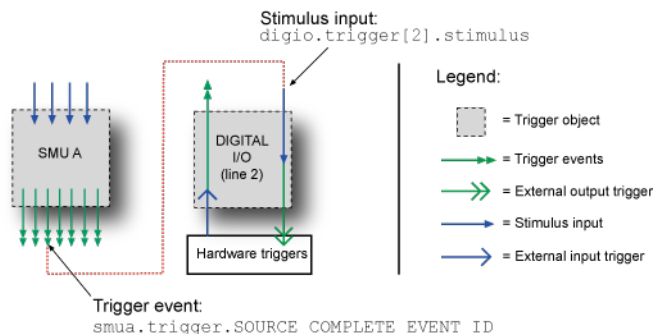 Stimulus input:
digio.trigger[2].stimulus
Legend:
= Trigger object
SMU A
DIGITAL
I/O
(line 2)
= Trigger events
= External output trigger
= Stimulus input
Hardware triggers
= External input trigger
Trigger event:
smua.trigger.SOURCE_COMPLETE_EVENT_ID